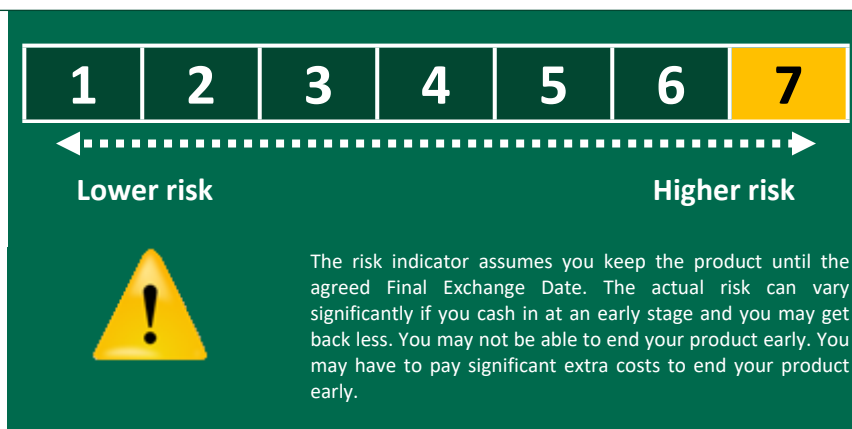 1 2 3 4 5 6 7
Lower risk Higher risk
The risk indicator assumes you keep the product until the
agreed Final Exchange Date. The actual risk can vary
significantly if you cash in at an early stage and you may get
back less. You may not be able to end your product early. You
may have to pay significant extra costs to end your product
early.